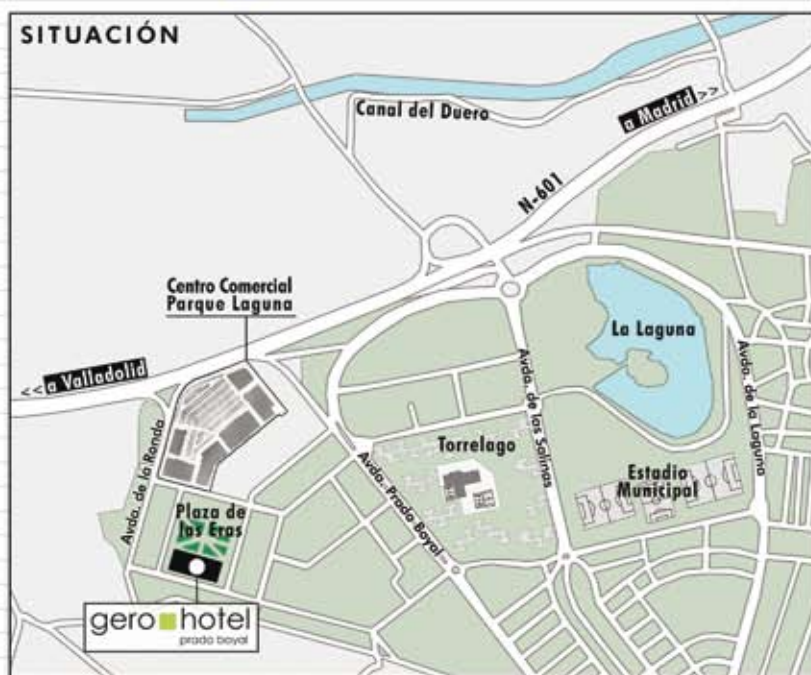 SITUACIÓN
Canal del Duero
a Madrid >>
N-601
Centro Comercial
Parque Laguna
La Laguna
<< a Valladolid
Avda. de las Salinas
Avda. de la Laguna
Torrelago
Avda. de la Ronda
Avda. Prado Boyal
Estadio
Municipal
Plaza de
las Eras
gero hotel
prado boyal